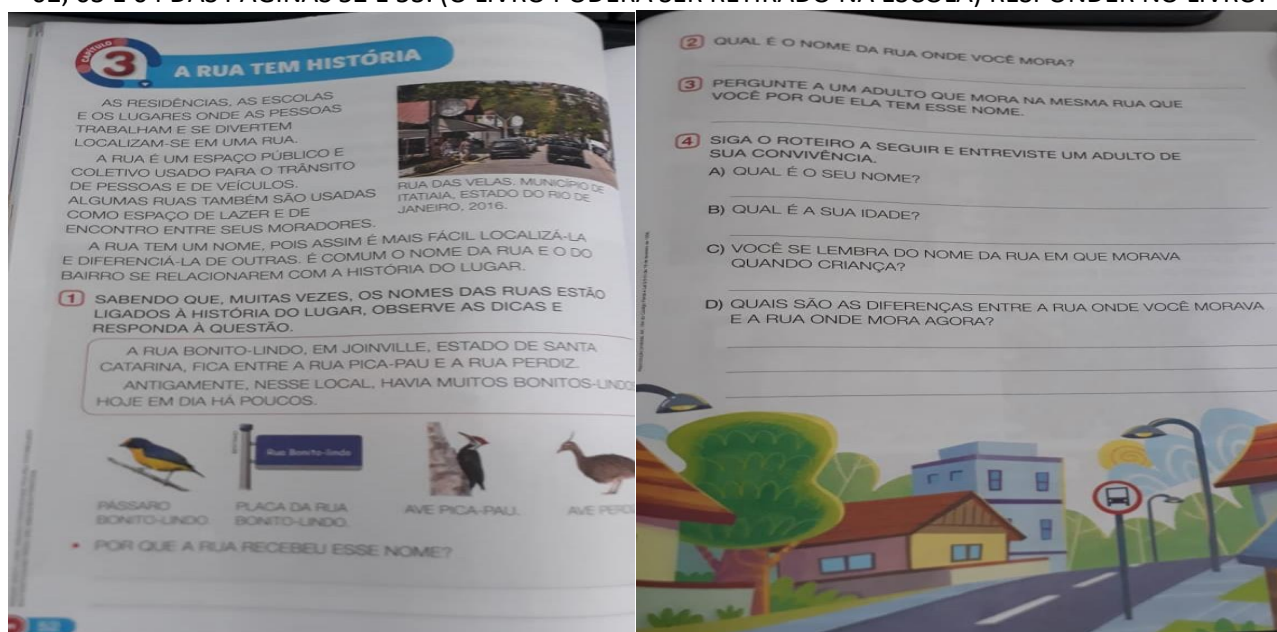 02, 03 E 04 DAS PÁGINAS 52 E 53. (O LIVRO PODERÁ SER RETIRADO NA ESCOLA) RESPONDER NO LIVRO.
CAPÍTULO
3
A RUA TEM HISTÓRIA
AS RESIDÊNCIAS, AS ESCOLAS
E OS LUGARES ONDE AS PESSOAS
TRABALHAM E SE DIVERTEM
LOCALIZAM-SE EM UMA RUA.
A RUA É UM ESPAÇO PÚBLICO E
COLETIVO USADO PARA O TRÂNSITO
DE PESSOAS E DE VEÍCULOS.
ALGUMAS RUAS TAMBÉM SÃO USADAS
COMO ESPAÇO DE LAZER E DE
ENCONTRO ENTRE SEUS MORADORES.
RUA DAS VELAS. MUNICÍPIO DE
ITATIAIA, ESTADO DO RIO DE
JANEIRO, 2016.
A RUA TEM UM NOME, POIS ASSIM É MAIS FÁCIL LOCALIZÁ-LA
E DIFERENCIÁ-LA DE OUTRAS. É COMUM O NOME DA RUA E O DO
BAIRRO SE RELACIONAREM COM A HISTÓRIA DO LUGAR.
1 SABENDO QUE, MUITAS VEZES, OS NOMES DAS RUAS ESTÃO
LIGADOS À HISTÓRIA DO LUGAR, OBSERVE AS DICAS E
RESPONDA À QUESTÃO.
A RUA BONITO-LINDO, EM JOINVILLE, ESTADO DE SANTA
CATARINA, FICA ENTRE A RUA PICA-PAU E A RUA PERDIZ.
ANTIGAMENTE, NESSE LOCAL, HAVIA MUITOS BONITOS-LINDO
HOJE EM DIA HÁ POUCOS.
Rua Bonito-lindo
PÁSSARO
BONITO-LINDO.
PLACA DA RUA
BONITO-LINDO.
AVE PICA-PAU.
AVE PERD
• POR QUE A RUA RECEBEU ESSE NOME?
52
2 QUAL É O NOME DA RUA ONDE VOCÊ MORA?
3 PERGUNTE A UM ADULTO QUE MORA NA MESMA RUA QUE
VOCÊ POR QUE ELA TEM ESSE NOME.
4 SIGA O ROTEIRO A SEGUIR E ENTREVISTE UM ADULTO DE
SUA CONVIVÊNCIA.
A) QUAL É O SEU NOME?
B) QUAL É A SUA IDADE?
C) VOCÊ SE LEMBRA DO NOME DA RUA EM QUE MORAVA
QUANDO CRIANÇA?
D) QUAIS SÃO AS DIFERENÇAS ENTRE A RUA ONDE VOCÊ MORAVA
E A RUA ONDE MORA AGORA?